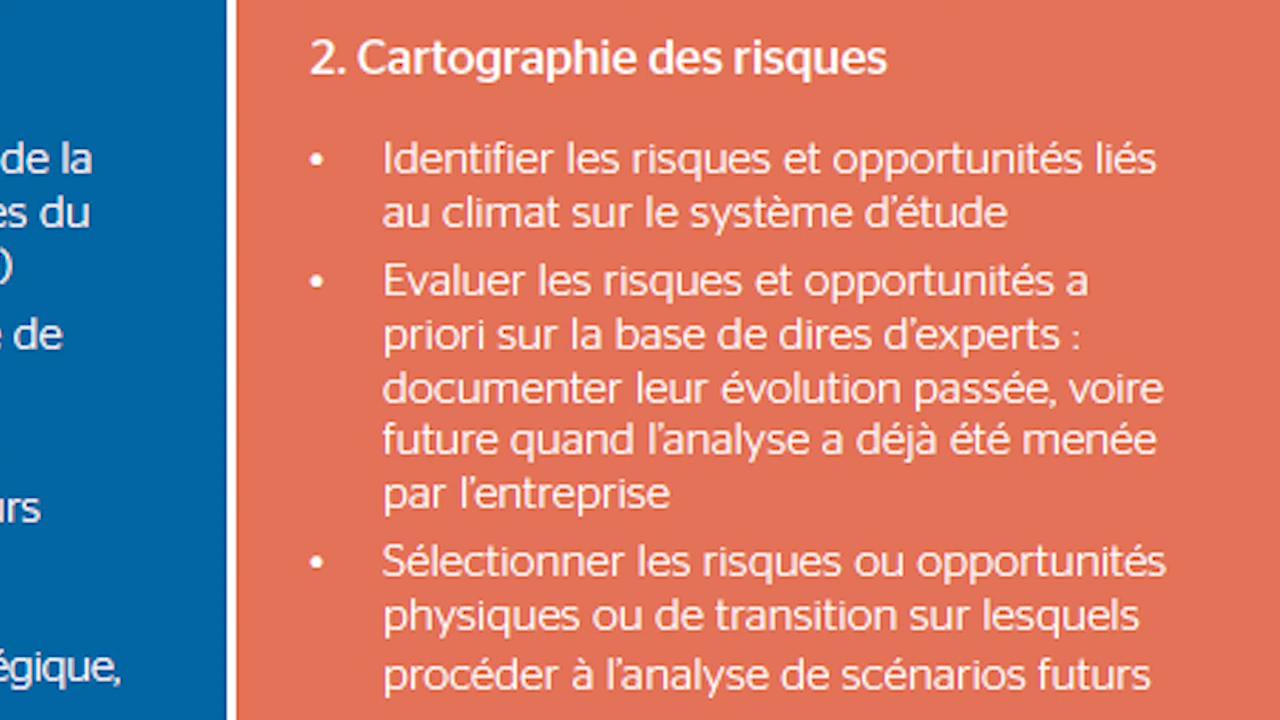 de la
es du
)
de
urs
égique,
2. Cartographie des risques
• Identifier les risques et opportunités liés
au climat sur le système d’étude
• Evaluer les risques et opportunités a
priori sur la base de dires d’experts :
documenter leur évolution passée, voire
future quand l’analyse a déjà été menée
par l’entreprise
• Sélectionner les risques ou opportunités
physiques ou de transition sur lesquels
procéder à l’analyse de scénarios futurs